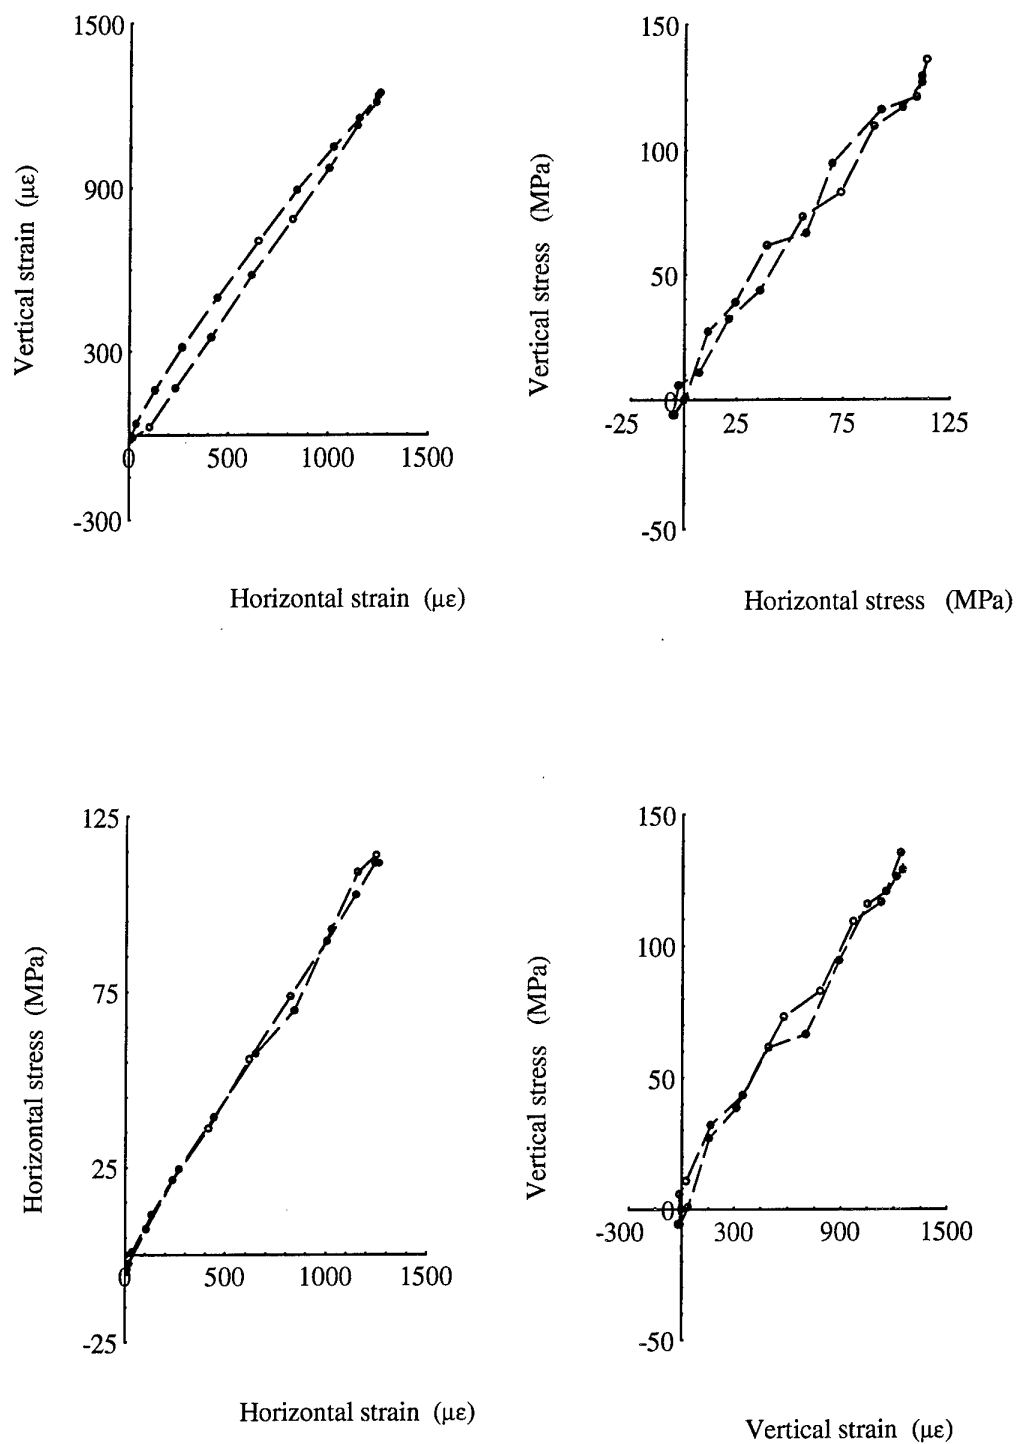 1500
900
300
0 500 1000 1500
-300
Vertical strain (µε)
Horizontal strain (µε)
150
100
50
0
-25 25 75 125
-50
Vertical stress (MPa)
Horizontal stress (MPa)
125
75
25
0 500 1000 1500
-25
Horizontal stress (MPa)
Horizontal strain (µε)
150
100
50
0
-300 300 900 1500
-50
Vertical stress (MPa)
Vertical strain (µε)